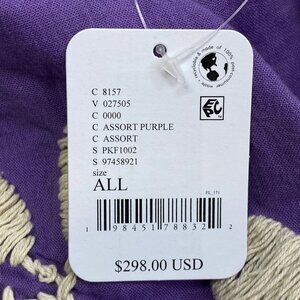 C 8157
V 027505
C 0000
C ASSORT PURPLE
C ASSORT
S PKF1002
S 97458921
size
ALL
1 98451 78832 2
$298.00 USD